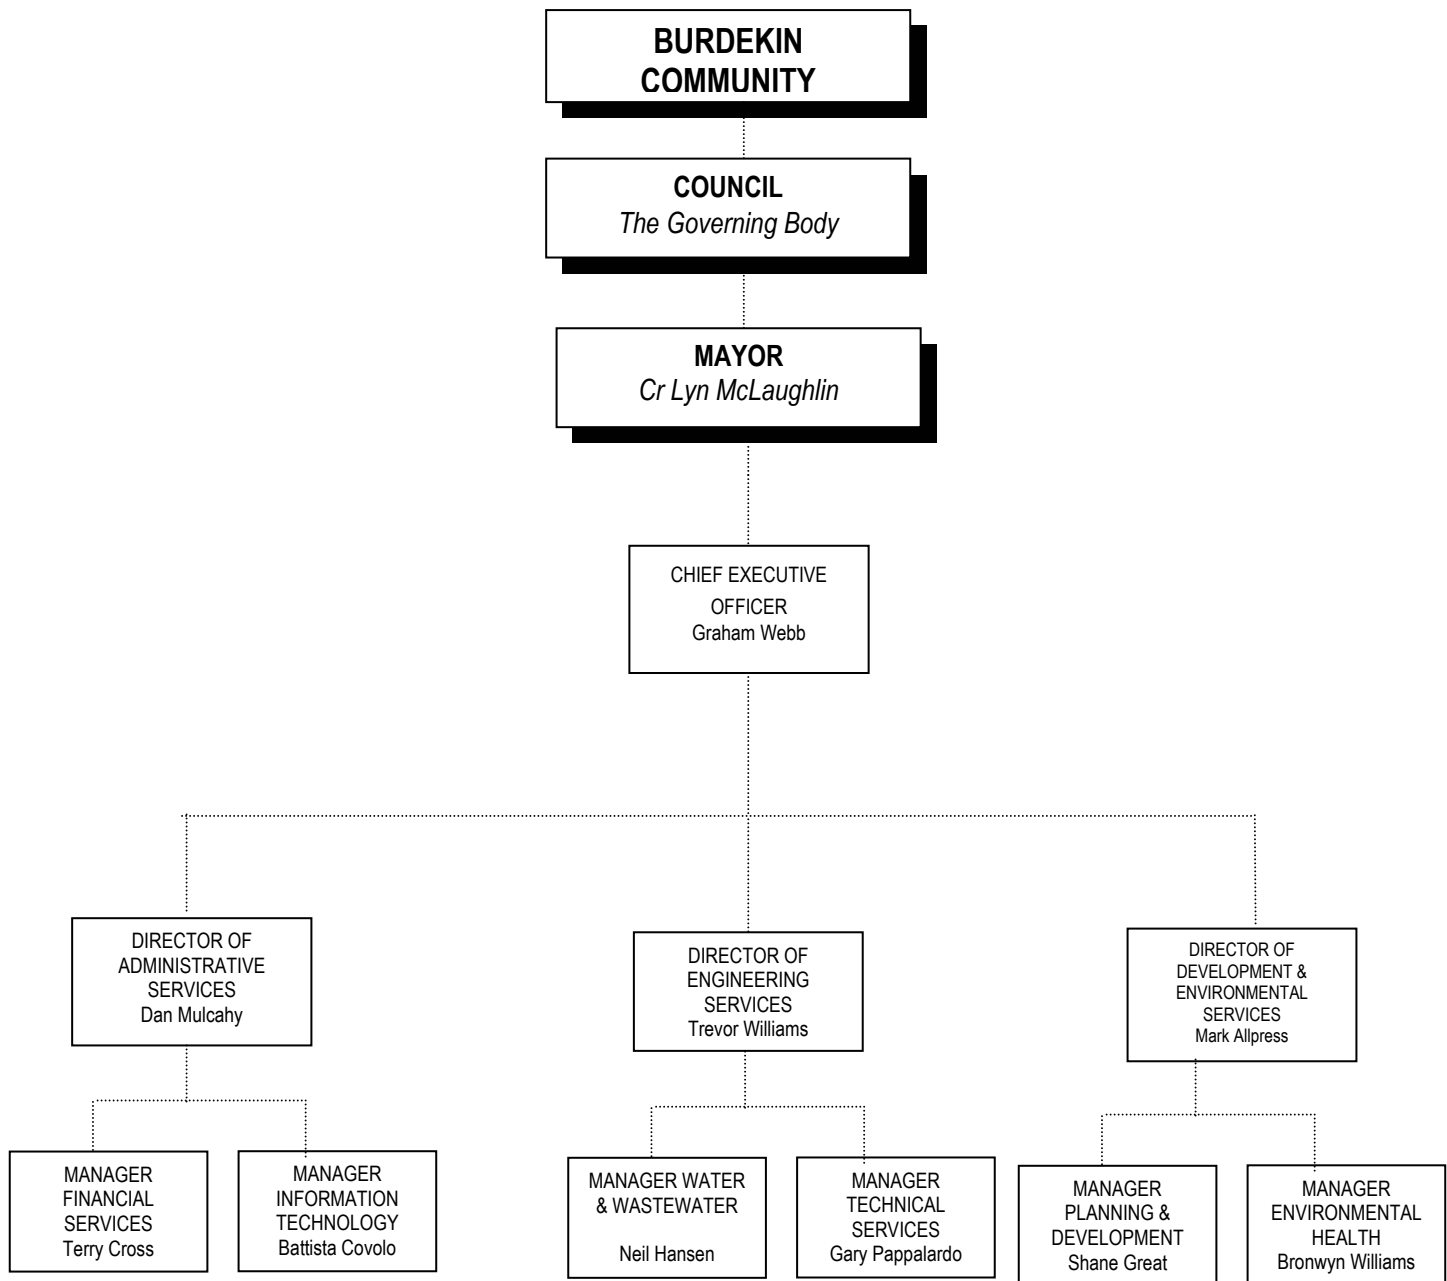 BURDEKIN
COMMUNITY
COUNCIL
The Governing Body
MAYOR
Cr Lyn McLaughlin
CHIEF EXECUTIVE
OFFICER
Graham Webb
DIRECTOR OF
ADMINISTRATIVE
SERVICES
Dan Mulcahy
DIRECTOR OF
ENGINEERING
SERVICES
Trevor Williams
DIRECTOR OF
DEVELOPMENT &
ENVIRONMENTAL
SERVICES
Mark Allpress
MANAGER
FINANCIAL
SERVICES
Terry Cross
MANAGER
INFORMATION
TECHNOLOGY
Battista Covolo
MANAGER WATER
& WASTEWATER
Neil Hansen
MANAGER
TECHNICAL
SERVICES
Gary Pappalardo
MANAGER
PLANNING &
DEVELOPMENT
Shane Great
MANAGER
ENVIRONMENTAL
HEALTH
Bronwyn Williams